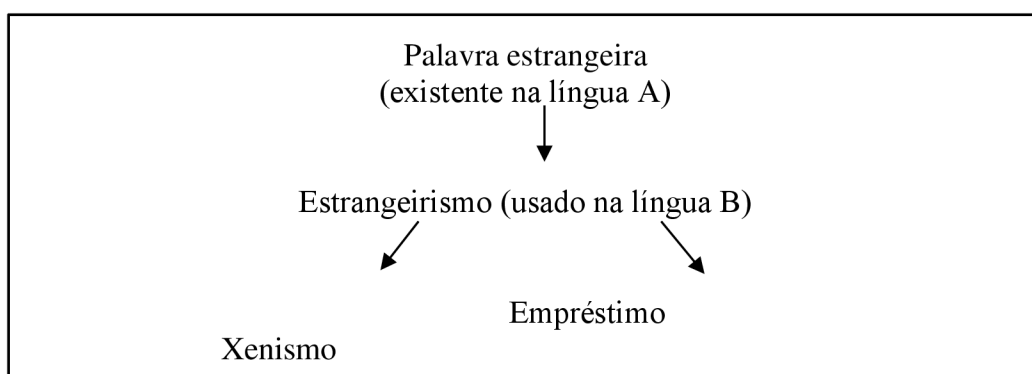 Palavra estrangeira
(existente na língua A)
Estrangeirismo (usado na língua B)
Empréstimo
Xenismo